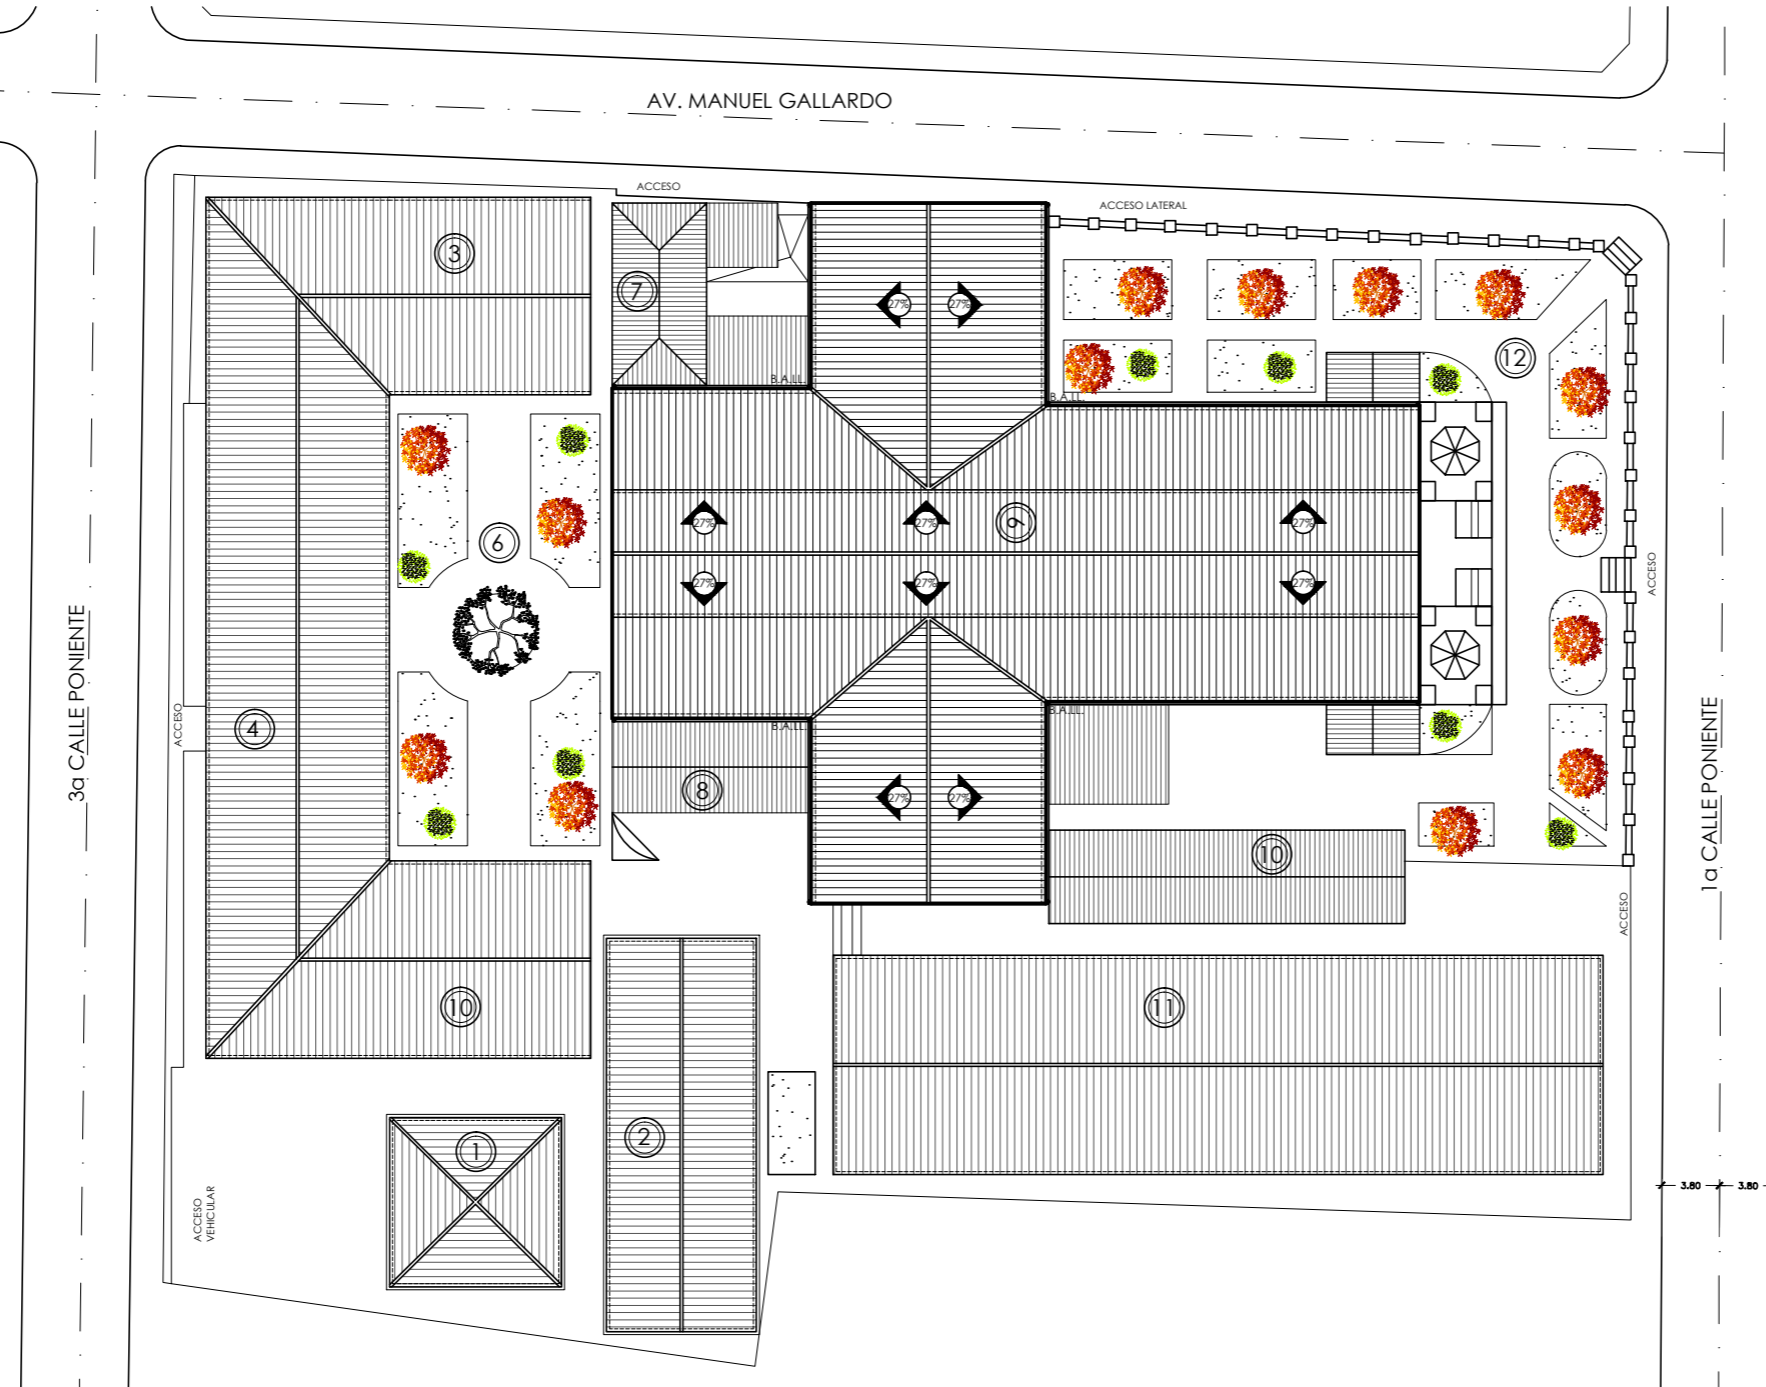 AV. MANUEL GALLARDO
ACCESO
ACCESO LATERAL
3
7
27%
27%
12
B.A.LL.
B.A.LL.
6
27%
27%
9
27%
27%
27%
27%
ACCESO
3a CALLE PONIENTE
ACCESO
4
B.A.LL.
B.A.LL.
8
27%
27%
1a CALLE PONIENTE
10
ACCESO
10
11
1
2
ACCESO
VEHICULAR
3.80
3.80